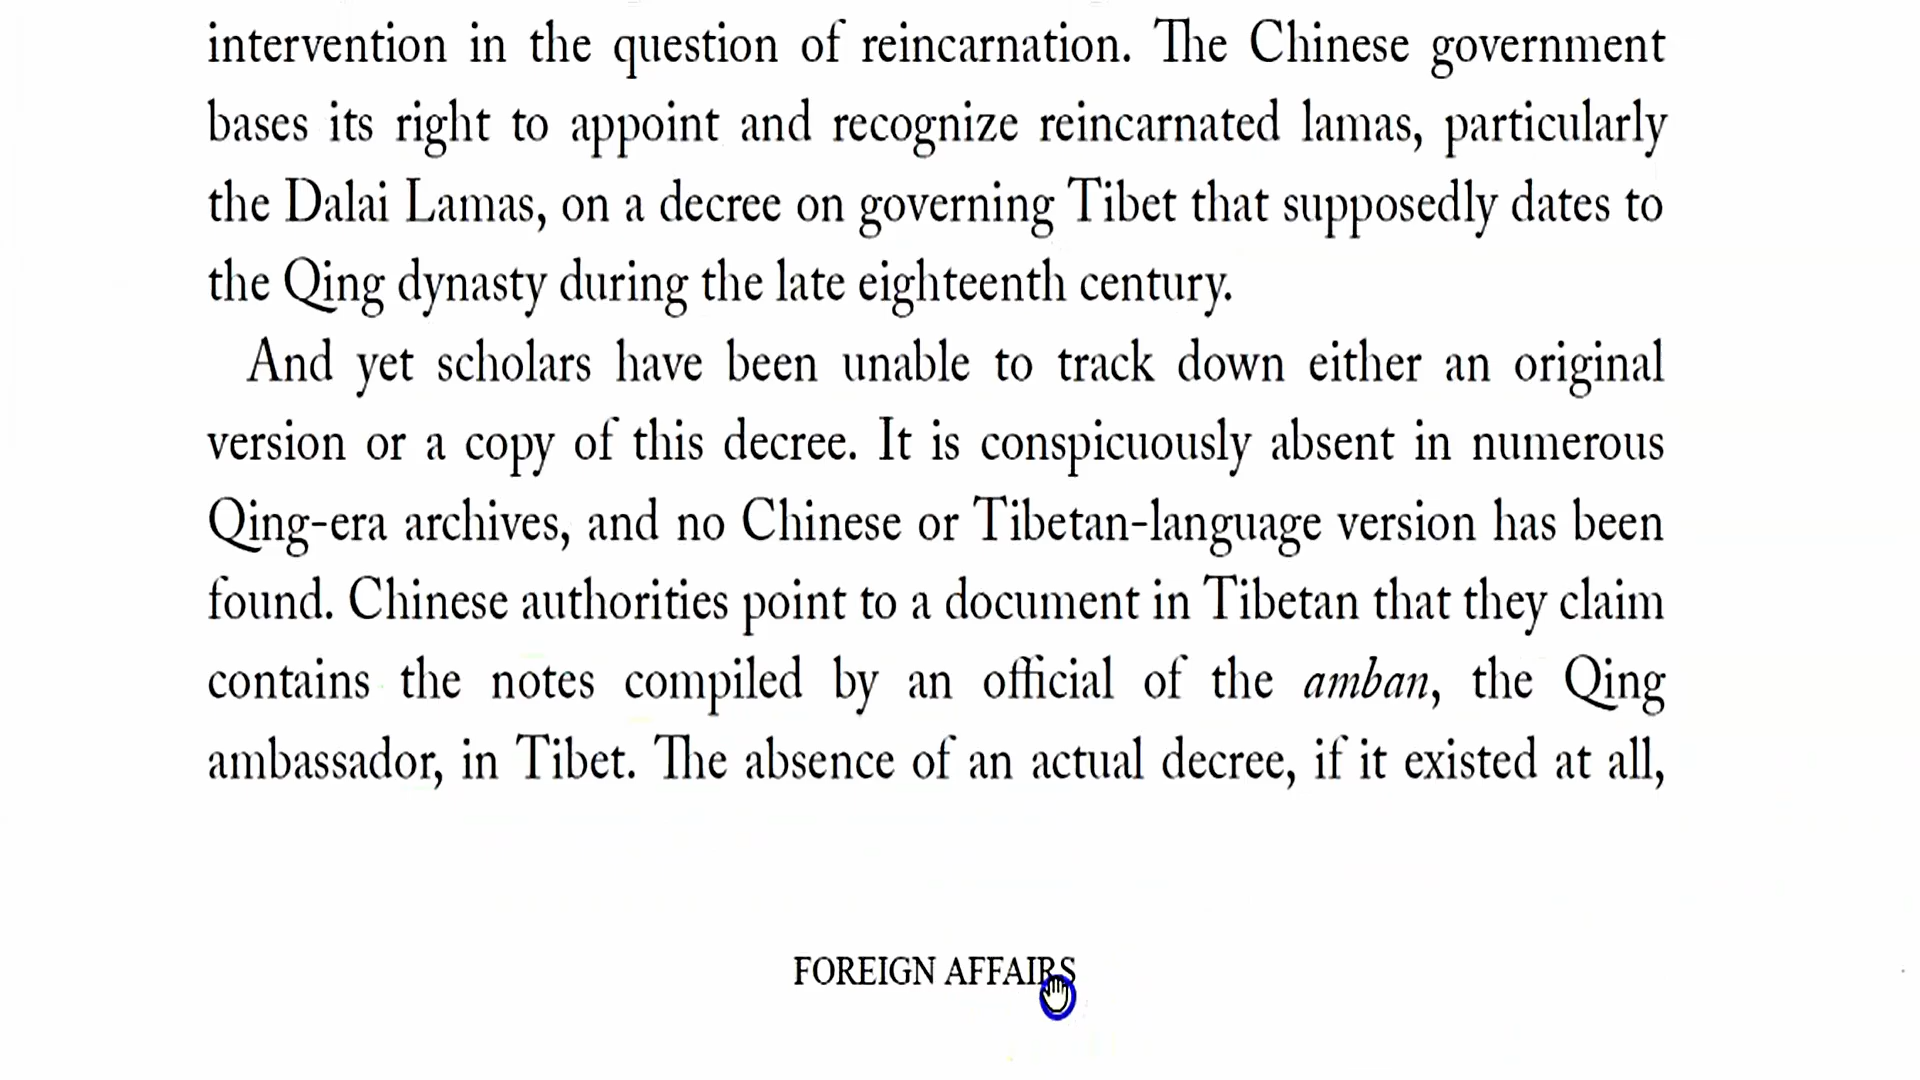 intervention in the question of reincarnation. The Chinese government
bases its right to appoint and recognize reincarnated lamas, particularly
the Dalai Lamas, on a decree on governing Tibet that supposedly dates to
the Qing dynasty during the late eighteenth century.
And yet scholars have been unable to track down either an original
version or a copy of this decree. It is conspicuously absent in numerous
Qing-era archives, and no Chinese or Tibetan-language version has been
found. Chinese authorities point to a document in Tibetan that they claim
contains the notes compiled by an official of the amban, the Qing
ambassador, in Tibet. The absence of an actual decree, if it existed at all,
FOREIGN AFFAIRS